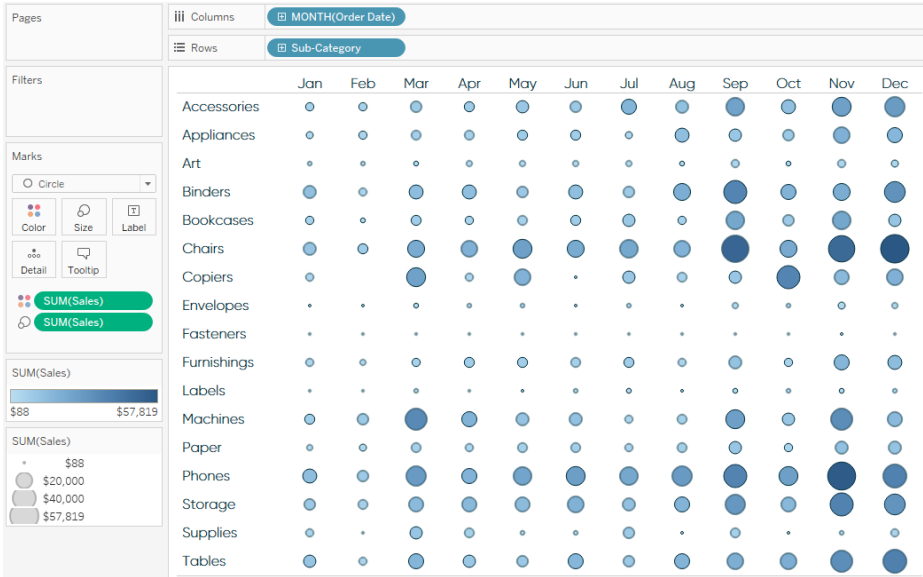 Pages
Columns
MONTH(Order Date)
Rows
Sub-Category
Filters
Marks
Circle
Color Size Label
Detail Tooltip
SUM(Sales)
SUM(Sales)
SUM(Sales)
$88 $57,819
SUM(Sales)
$88
$20,000
$40,000
$57,819
Jan Feb Mar Apr May Jun Jul Aug Sep Oct Nov Dec
Accessories
Appliances
Art
Binders
Bookcases
Chairs
Copiers
Envelopes
Fasteners
Furnishings
Labels
Machines
Paper
Phones
Storage
Supplies
Tables